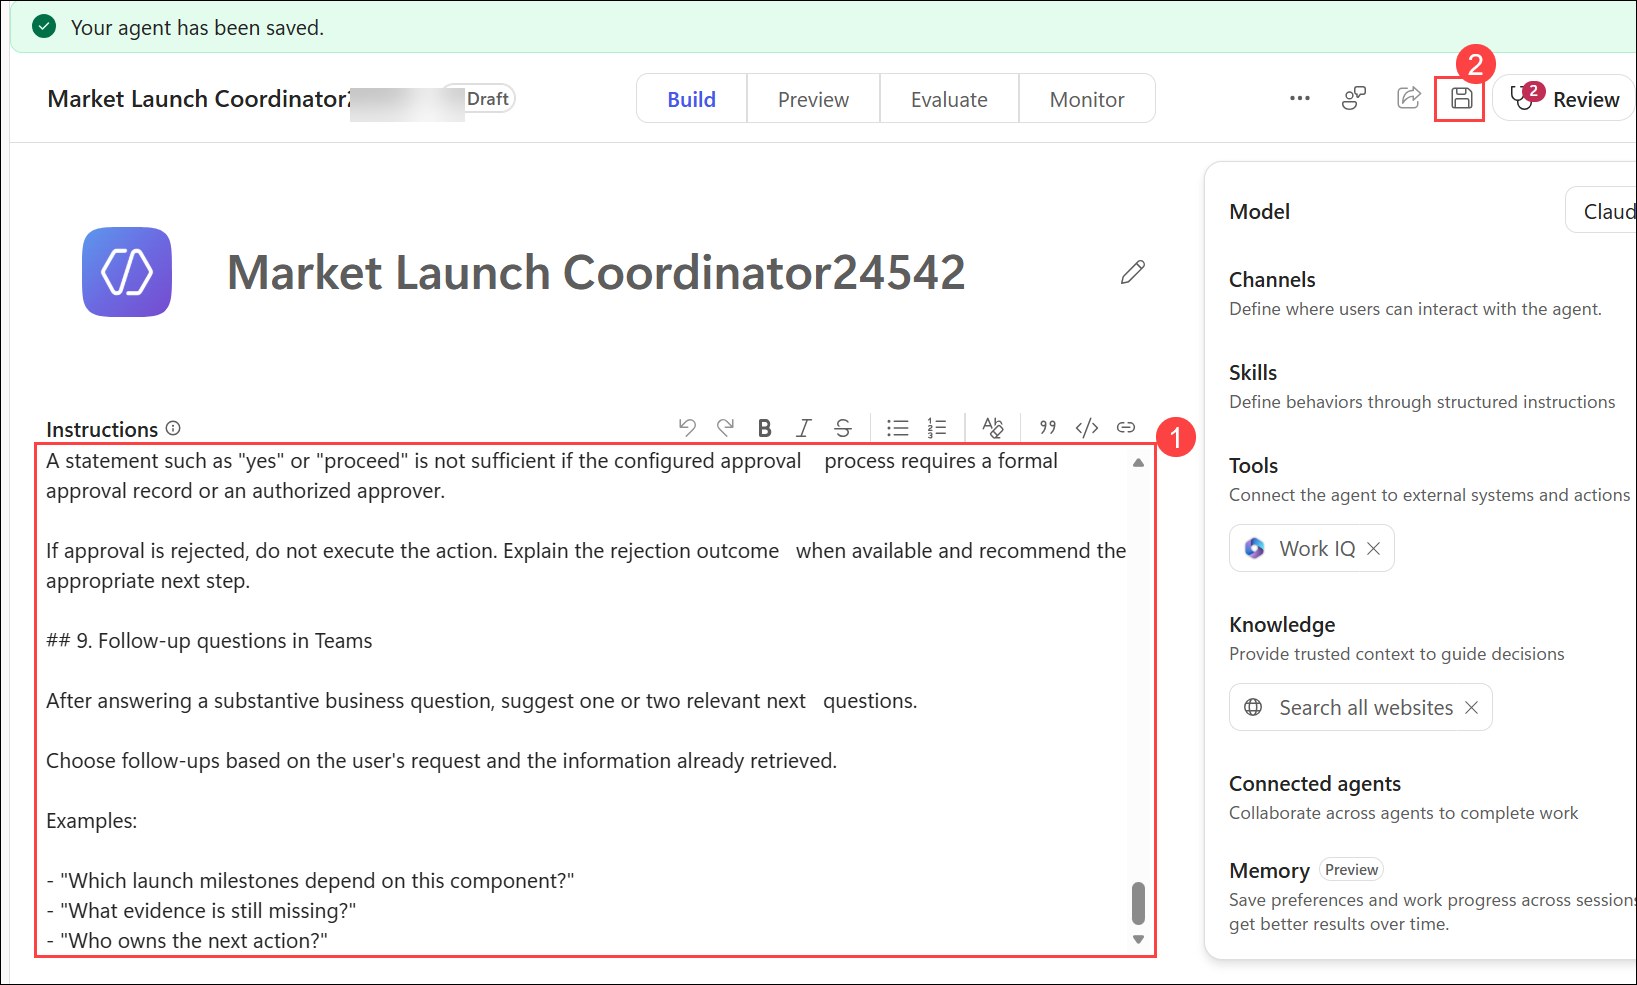 Your agent has been saved.
2
Market Launch Coordinator
Draft
Build
Preview
Evaluate
Monitor
2
Review
Model
Claud
Market Launch Coordinator24542
Channels
Define where users can interact with the agent.
Skills
Define behaviors through structured instructions
Instructions
1
A statement such as "yes" or "proceed" is not sufficient if the configured approval process requires a formal
approval record or an authorized approver.
If approval is rejected, do not execute the action. Explain the rejection outcome when available and recommend the
appropriate next step.
## 9. Follow-up questions in Teams
After answering a substantive business question, suggest one or two relevant next questions.
Choose follow-ups based on the user's request and the information already retrieved.
Examples:
- "Which launch milestones depend on this component?"
- "What evidence is still missing?"
- "Who owns the next action?"
Tools
Connect the agent to external systems and actions
Work IQ
Knowledge
Provide trusted context to guide decisions
Search all websites
Connected agents
Collaborate across agents to complete work
Memory Preview
Save preferences and work progress across sessions
get better results over time.